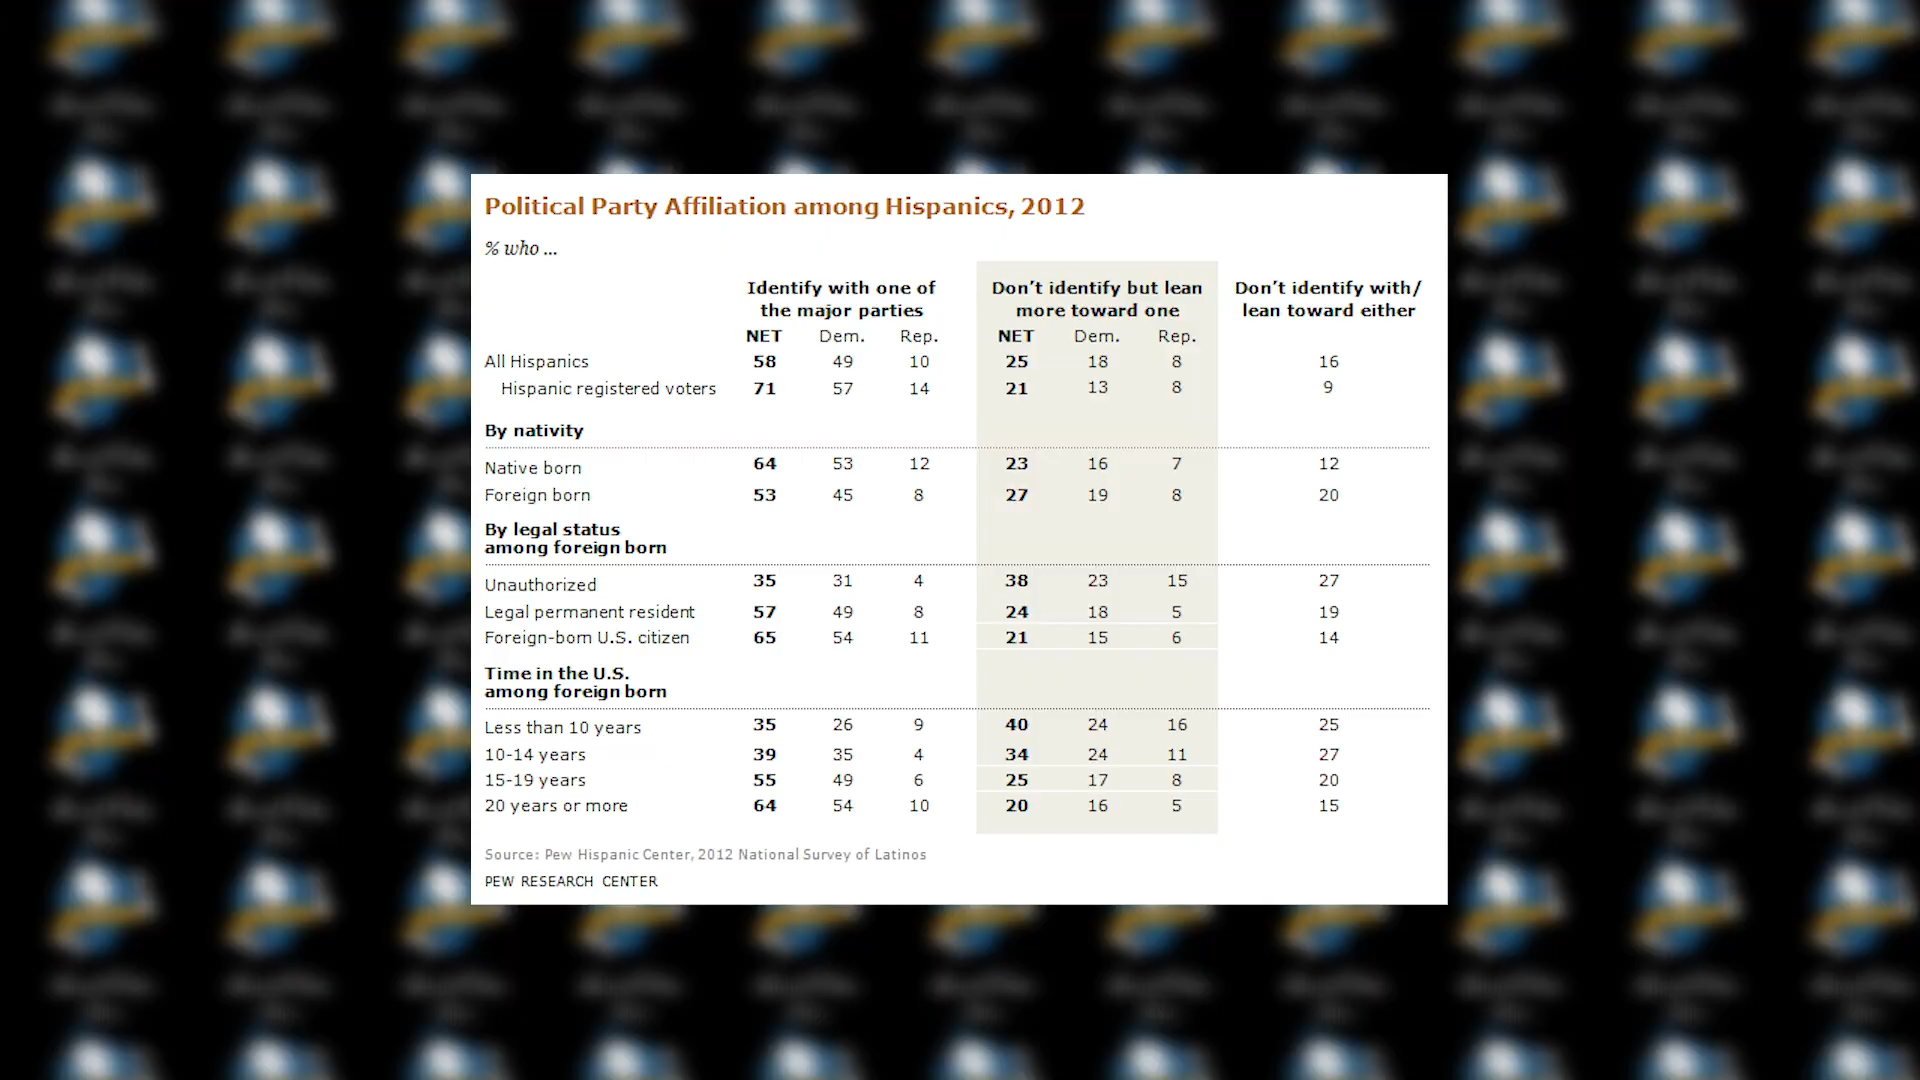 Political Party Affiliation among Hispanics, 2012
% who ...
Identify with one of the major parties Don't identify but lean more toward one Don't identify with/ lean toward either
NET Dem. Rep. NET Dem. Rep.
All Hispanics 58 49 10 25 18 8 16
Hispanic registered voters 71 57 14 21 13 8 9
By nativity
Native born 64 53 12 23 16 7 12
Foreign born 53 45 8 27 19 8 20
By legal status
among foreign born
Unauthorized 35 31 4 38 23 15 27
Legal permanent resident 57 49 8 24 18 5 19
Foreign-born U.S. citizen 65 54 11 21 15 6 14
Time in the U.S.
among foreign born
Less than 10 years 35 26 9 40 24 16 25
10-14 years 39 35 4 34 24 11 27
15-19 years 55 49 6 25 17 8 20
20 years or more 64 54 10 20 16 5 15
Source: Pew Hispanic Center, 2012 National Survey of Latinos
PEW RESEARCH CENTER